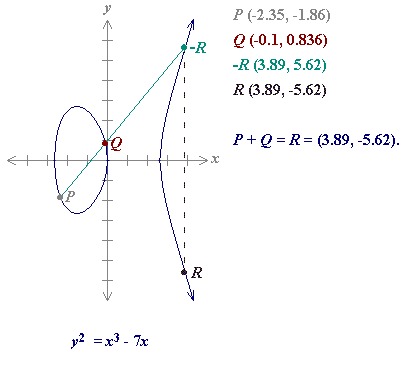 y
P (-2.35, -1.86)
Q (-0.1, 0.836)
-R (3.89, 5.62)
R (3.89, -5.62)
P + Q = R = (3.89, -5.62).
-R
Q
x
P
R
y² = x³ - 7x